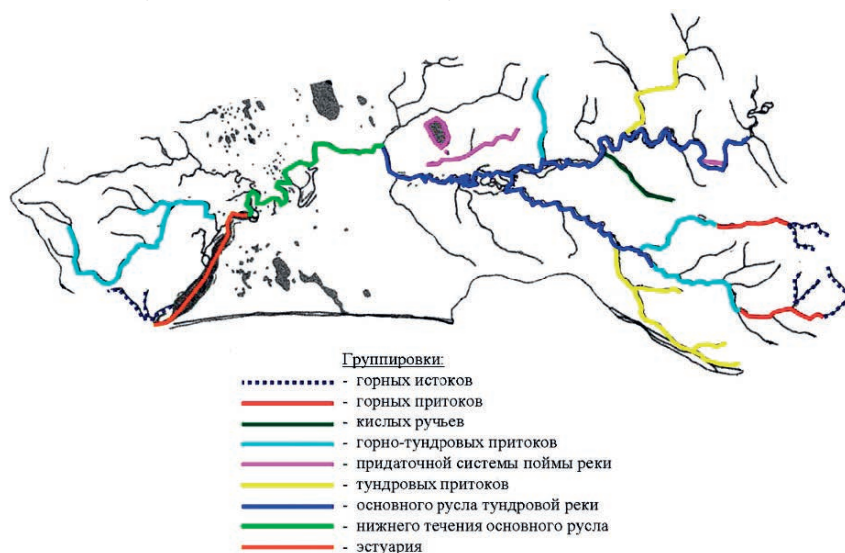 Группировки:
- горных истоков
- горных притоков
- кислых ручьев
- горно-тундровых притоков
- придаточной системы поймы реки
- тундровых притоков
- основного русла тундровой реки
- нижнего течения основного русла
- эстуария